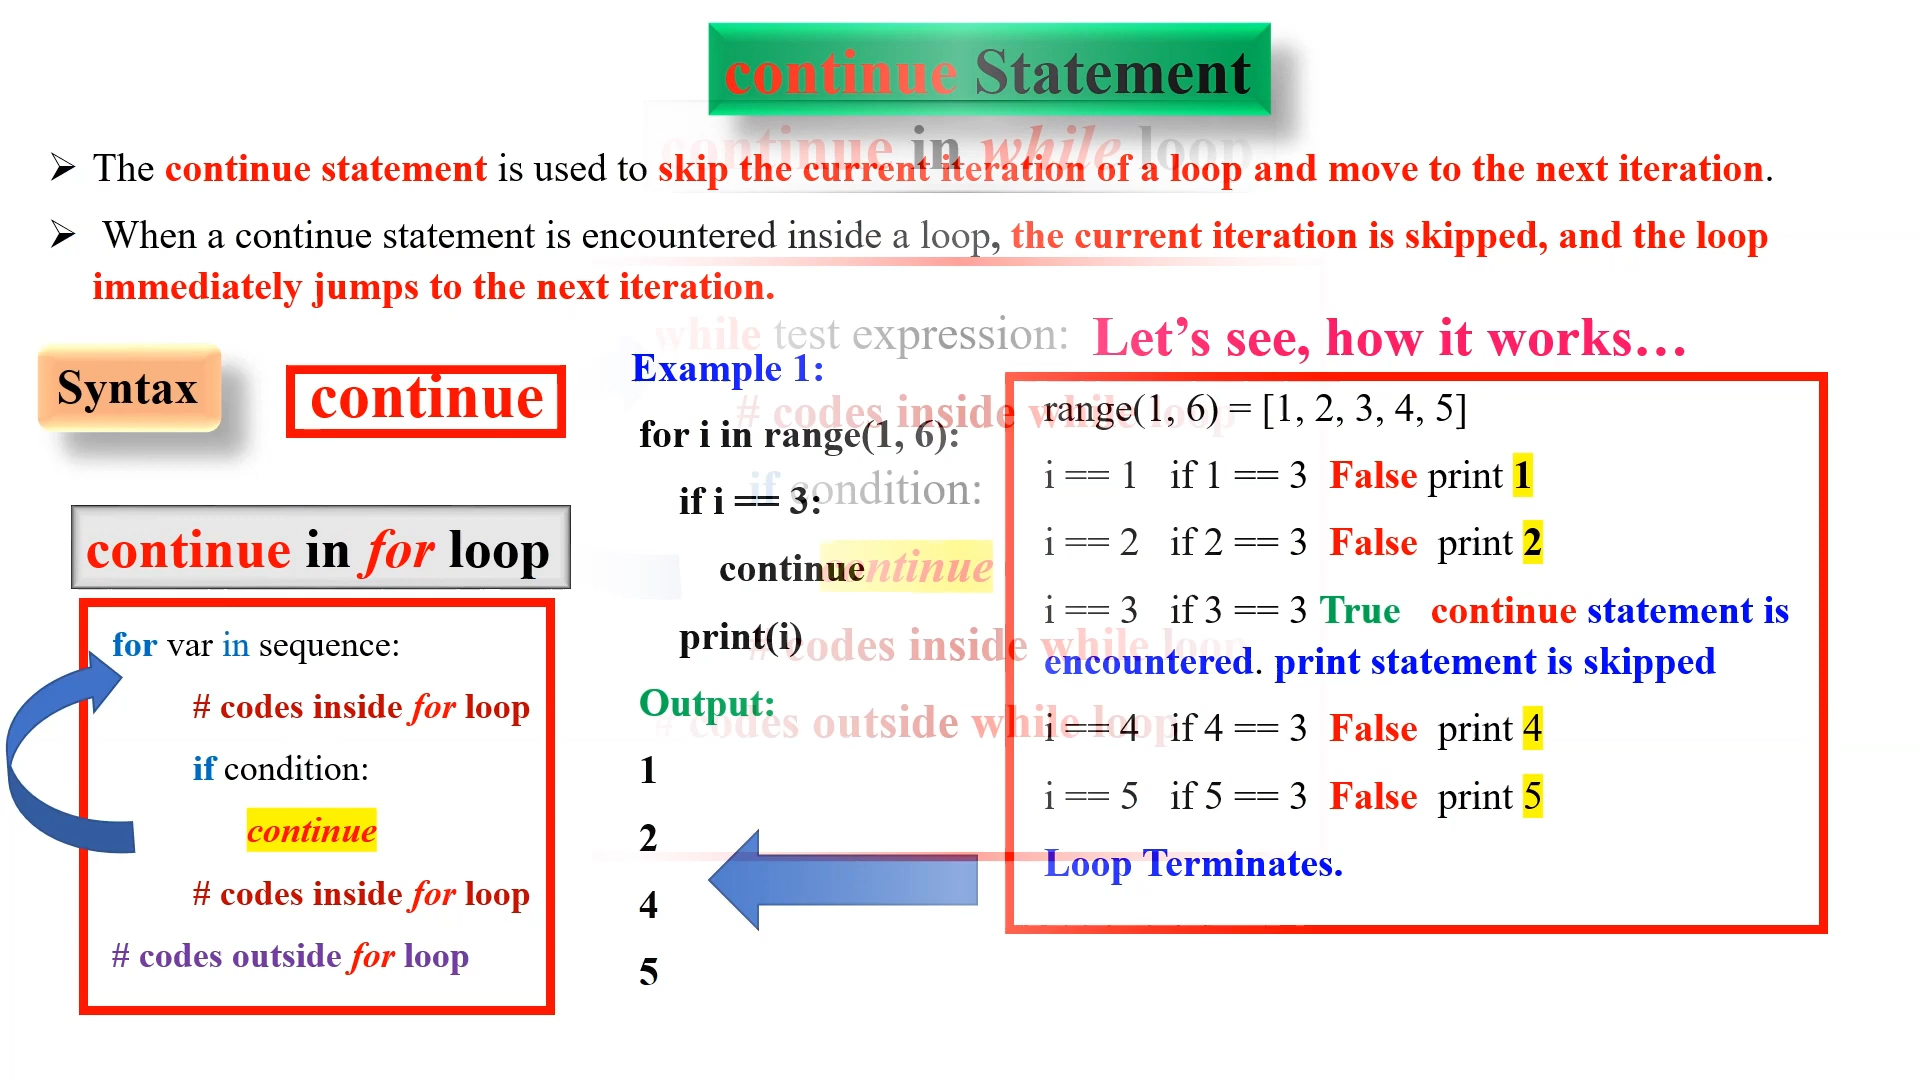 continue Statement
continue in while loop
➢ The continue statement is used to skip the current iteration of a loop and move to the next iteration.
➢ When a continue statement is encountered inside a loop, the current iteration is skipped, and the loop
immediately jumps to the next iteration.
Syntax
continue
continue in for loop
for var in sequence:
# codes inside for loop
if condition:
continue
# codes inside for loop
# codes outside for loop
while test expression:
# codes inside while loop
if condition:
continue
# codes inside while loop
# codes outside while loop
Example 1:
for i in range(1, 6):
if i == 3:
continue
print(i)
Output:
1
2
4
5
Let’s see, how it works…
range(1, 6) = [1, 2, 3, 4, 5]
i == 1 if 1 == 3 False print 1
i == 2 if 2 == 3 False print 2
i == 3 if 3 == 3 True continue statement is
encountered. print statement is skipped
i == 4 if 4 == 3 False print 4
i == 5 if 5 == 3 False print 5
Loop Terminates.